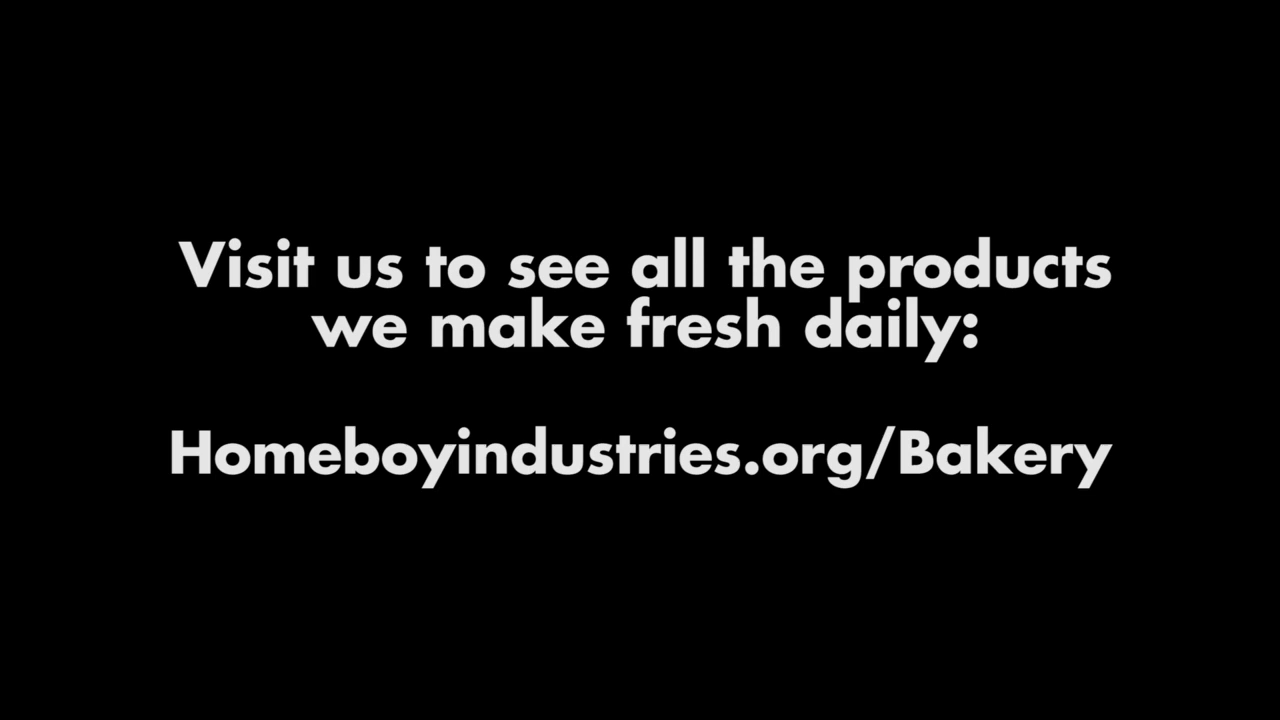 Visit us to see all the products
we make fresh daily:
Homeboyindustries.org/Bakery